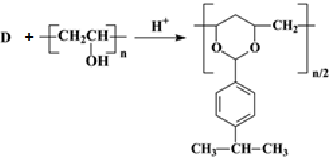 D + [CH₂CH]n H⁺ [CH₂]n/2
OH
O O
CH₃-CH-CH₃